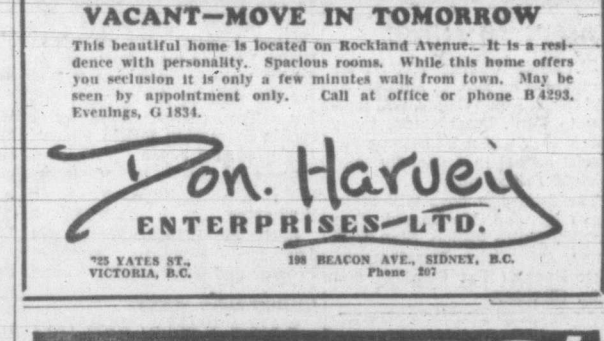 VACANT—MOVE IN TOMORROW
This beautiful home is located on Rockland Avenue. It is a resi-
dence with personality. Spacious rooms. While this home offers
you seclusion it is only a few minutes walk from town. May be
seen by appointment only. Call at office or phone B 4293.
Evenings, G 1834.
Don. Harvey
ENTERPRISES LTD.
725 YATES ST.,
VICTORIA, B.C.
198 BEACON AVE., SIDNEY, B.C.
Phone 207